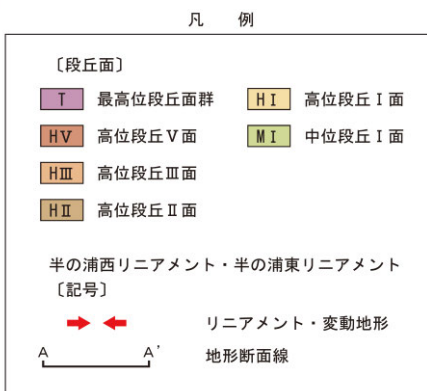 凡 例
〔段丘面〕
T 最高位段丘面群 HⅠ 高位段丘Ⅰ面
HⅤ 高位段丘Ⅴ面 MⅠ 中位段丘Ⅰ面
HⅢ 高位段丘Ⅲ面
HⅡ 高位段丘Ⅱ面
半の浦西リニアメント・半の浦東リニアメント
〔記号〕
リニアメント・変動地形
A A' 地形断面線